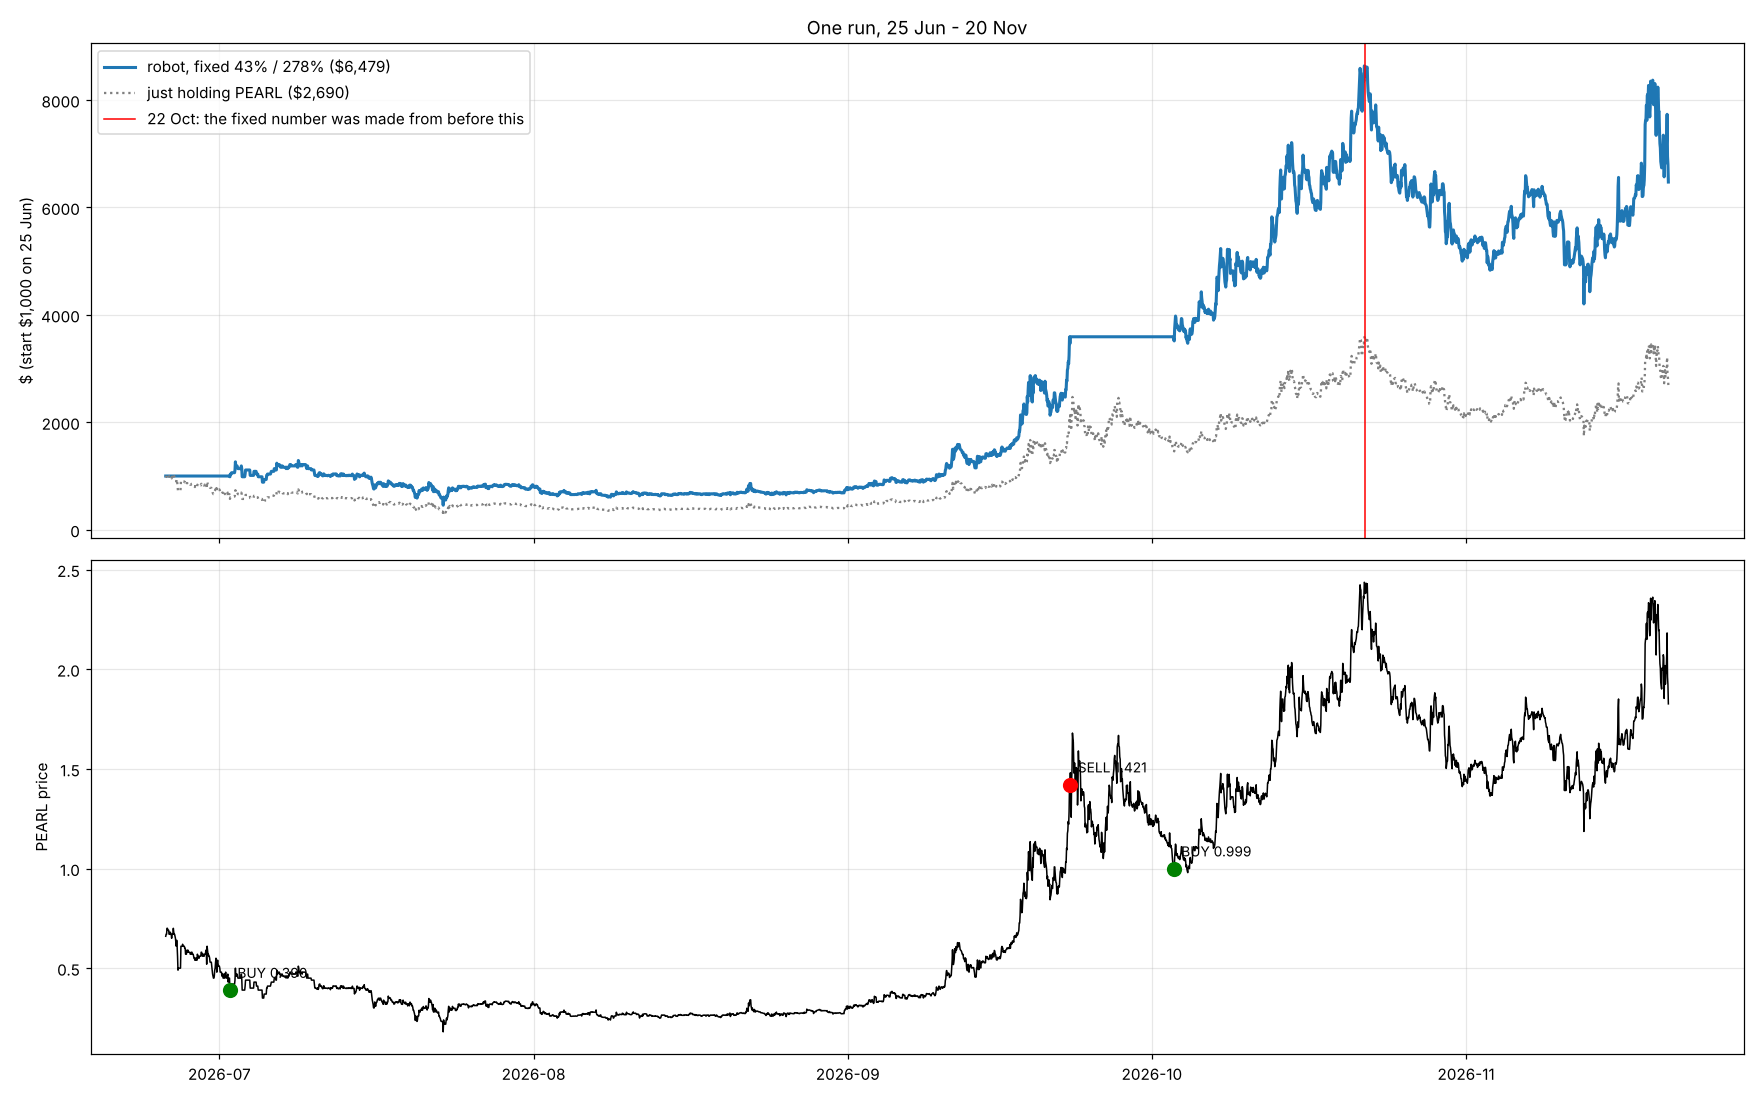 One run, 25 Jun - 20 Nov
robot, fixed 43% / 278% ($6,479)
just holding PEARL ($2,690)
22 Oct: the fixed number was made from before this
$ (start $1,000 on 25 Jun)
8000
6000
4000
2000
0
PEARL price
2.5
2.0
1.5
1.0
0.5
SELL 1.421
BUY 0.999
BUY
2026-07
2026-08
2026-09
2026-10
2026-11